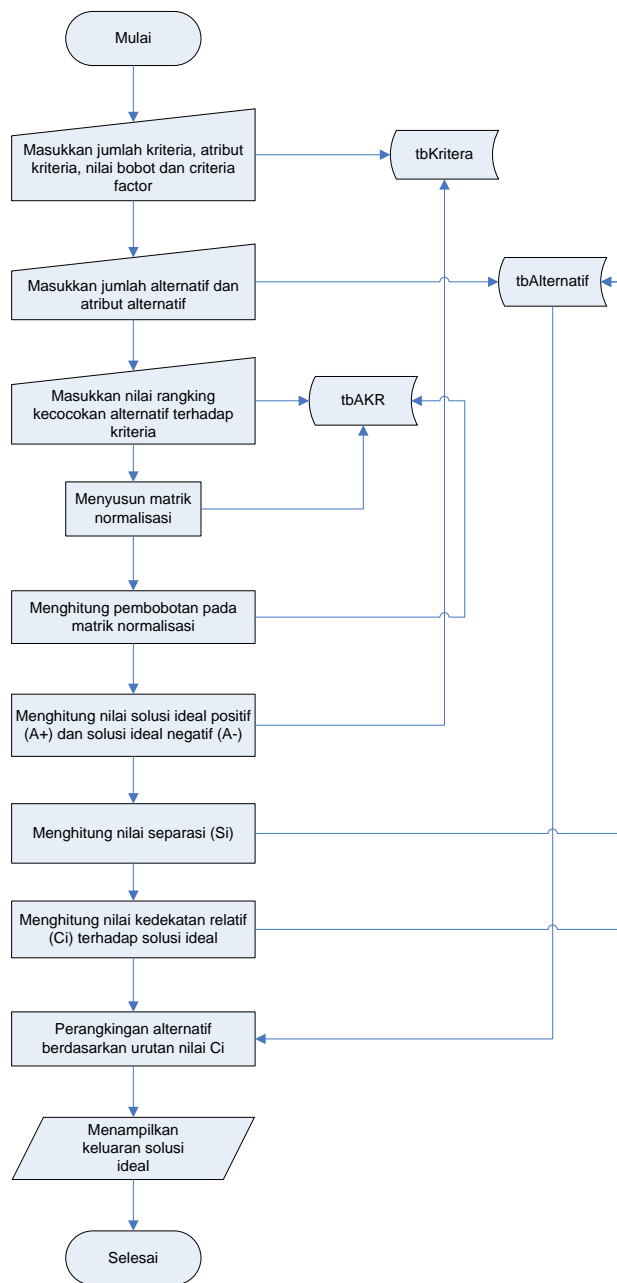 Mulai
Masukkan jumlah kriteria, atribut
kriteria, nilai bobot dan criteria
factor
tbKritera
Masukkan jumlah alternatif dan
atribut alternatif
tbAlternatif
Masukkan nilai rangking
kecocokan alternatif terhadap
kriteria
tbAKR
Menyusun matrik
normalisasi
Menghitung pembobotan pada
matrik normalisasi
Menghitung nilai solusi ideal positif
(A+) dan solusi ideal negatif (A-)
Menghitung nilai separasi (Si)
Menghitung nilai kedekatan relatif
(Ci) terhadap solusi ideal
Perangkingan alternatif
berdasarkan urutan nilai Ci
Menampilkan
keluaran solusi
ideal
Selesai